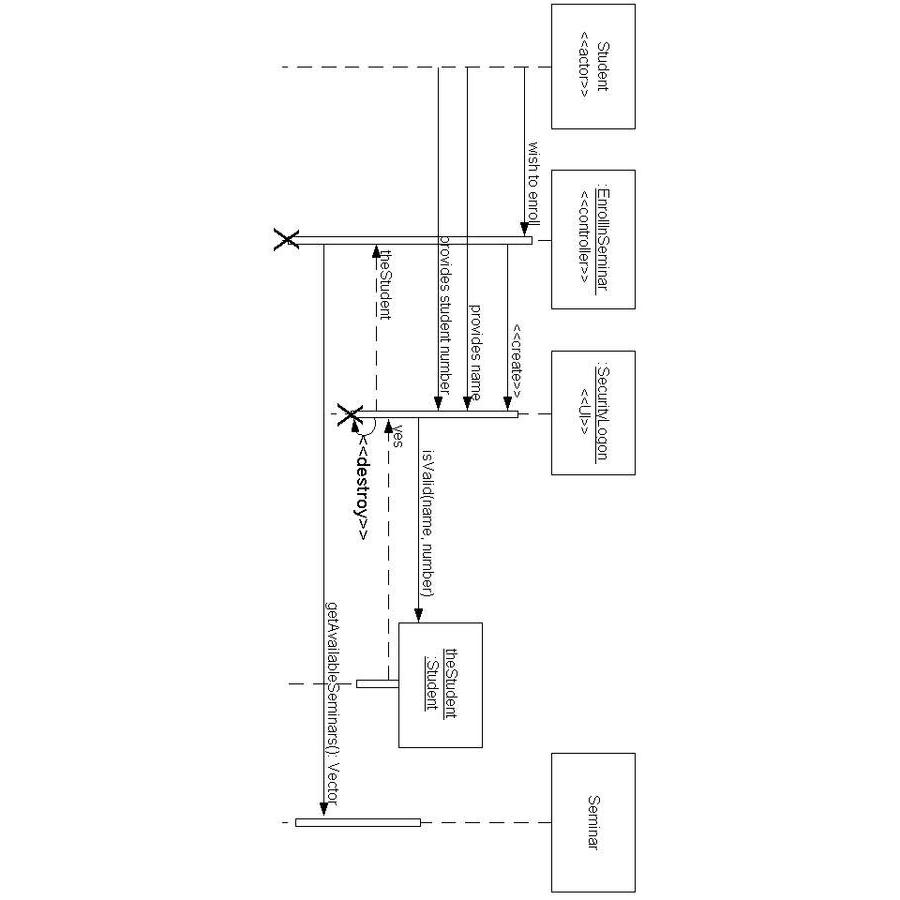 Student
<<actor>>
:EnrollInSeminar
<<controller>>
:SecurityLogon
<<UI>>
Seminar
wish to enroll
<<create>>
provides name
theStudent
:Student
provides student number
isValid(name, number)
yes
theStudent
<<destroy>>
getAvailableSeminars(): Vector